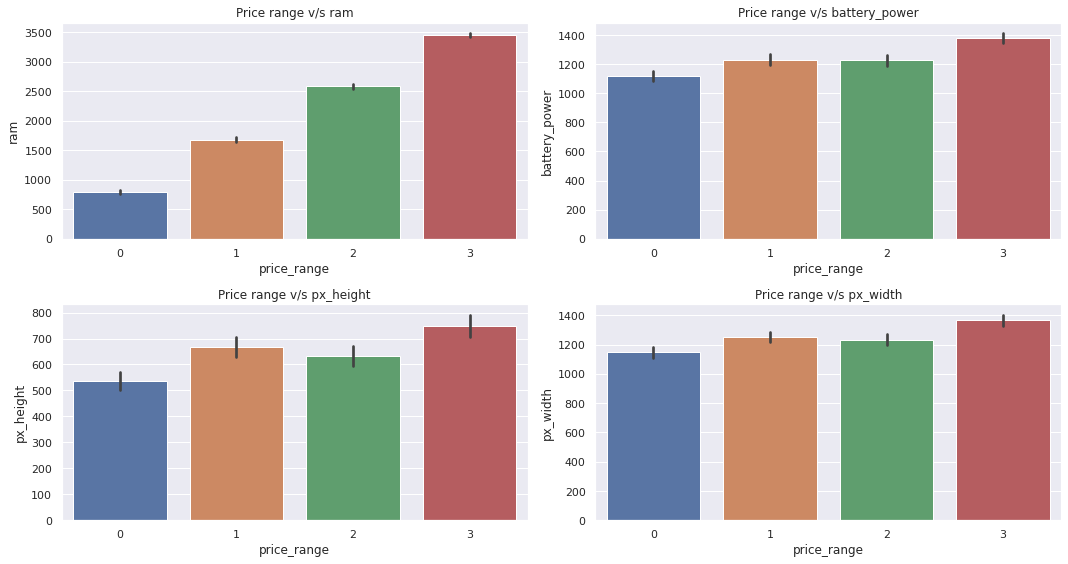 Price range v/s ram
3500
3000
2500
2000
1500
1000
500
0
ram
0 1 2 3
price_range
Price range v/s battery_power
1400
1200
1000
800
600
400
200
0
battery_power
0 1 2 3
price_range
Price range v/s px_height
800
700
600
500
400
300
200
100
0
px_height
0 1 2 3
price_range
Price range v/s px_width
1400
1200
1000
800
600
400
200
0
px_width
0 1 2 3
price_range